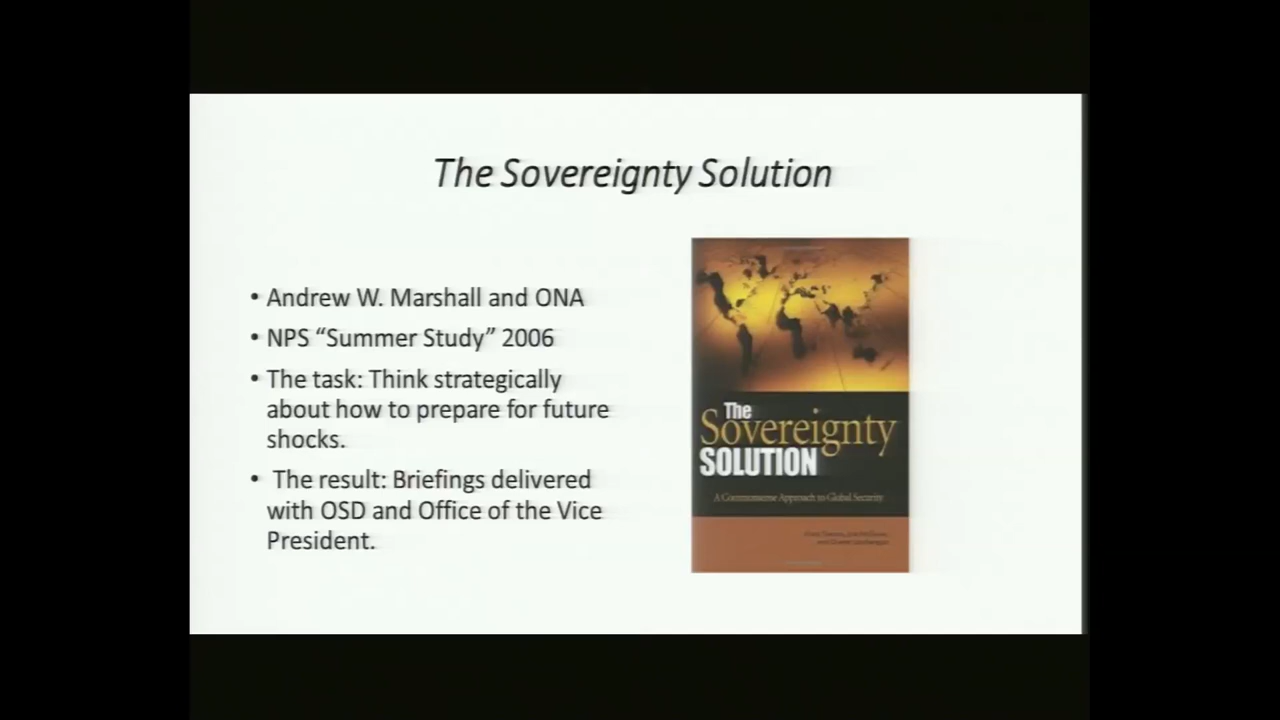 The Sovereignty Solution
• Andrew W. Marshall and ONA
• NPS “Summer Study” 2006
• The task: Think strategically
about how to prepare for future
shocks.
• The result: Briefings delivered
with OSD and Office of the Vice
President.
The
Sovereignty
SOLUTION
A Commonsense Approach to Global Security